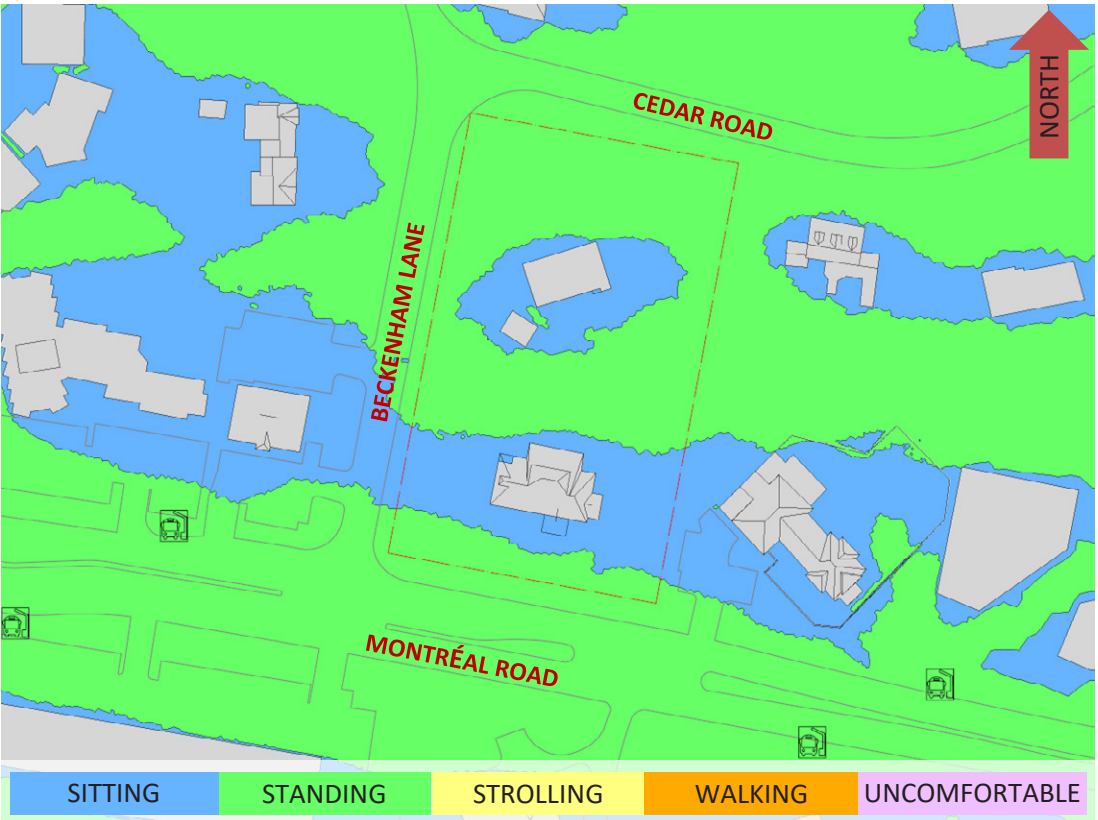 CEDAR ROAD
NORTH
BECKENHAM LANE
MONTRÉAL ROAD
SITTING
STANDING
STROLLING
WALKING
UNCOMFORTABLE